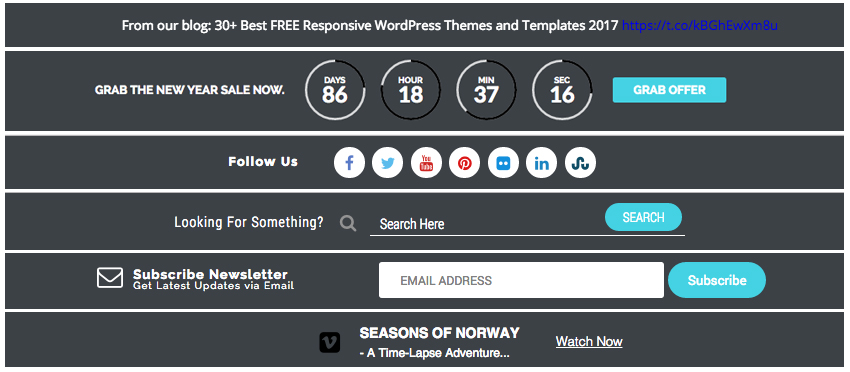 From our blog: 30+ Best FREE Responsive WordPress Themes and Templates 2017 https://t.co/kBGhEwXm8u
GRAB THE NEW YEAR SALE NOW. DAYS 86 HOUR 18 MIN 37 SEC 16 GRAB OFFER
Follow Us You Tube
Looking For Something? Search Here SEARCH
Subscribe Newsletter
Get Latest Updates via Email
EMAIL ADDRESS Subscribe
SEASONS OF NORWAY
- A Time-Lapse Adventure...
Watch Now